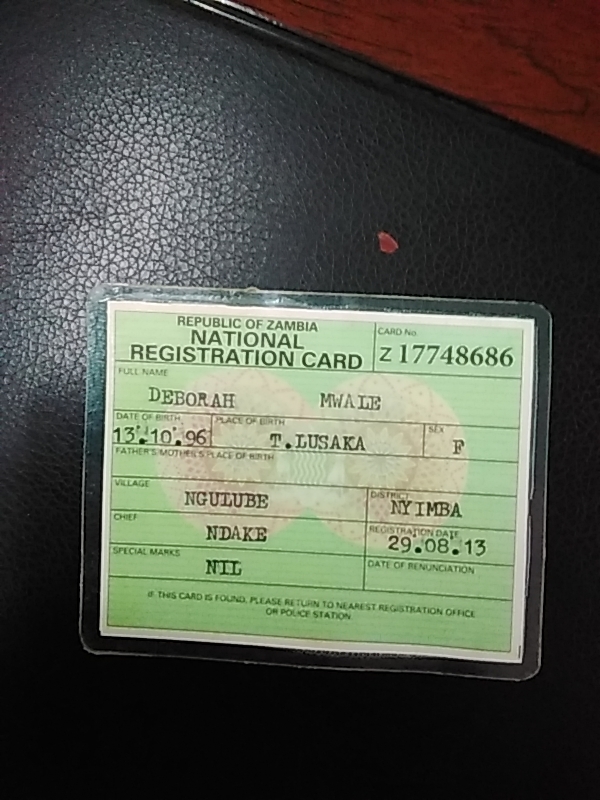 REPUBLIC OF ZAMBIA
NATIONAL
REGISTRATION CARD
CARD No.
Z 17748686
FULL NAME
DEBORAH MWALE
DATE OF BIRTH
13.10.96
PLACE OF BIRTH
T.LUSAKA
SEX
F
FATHER'S/MOTHER'S PLACE OF BIRTH
VILLAGE
NGULUBE
DISTRICT
NYIMBA
CHIEF
NDAKE
REGISTRATION DATE
29.08.13
SPECIAL MARKS
NIL
DATE OF RENUNCIATION
IF THIS CARD IS FOUND, PLEASE RETURN TO NEAREST REGISTRATION OFFICE
OR POLICE STATION